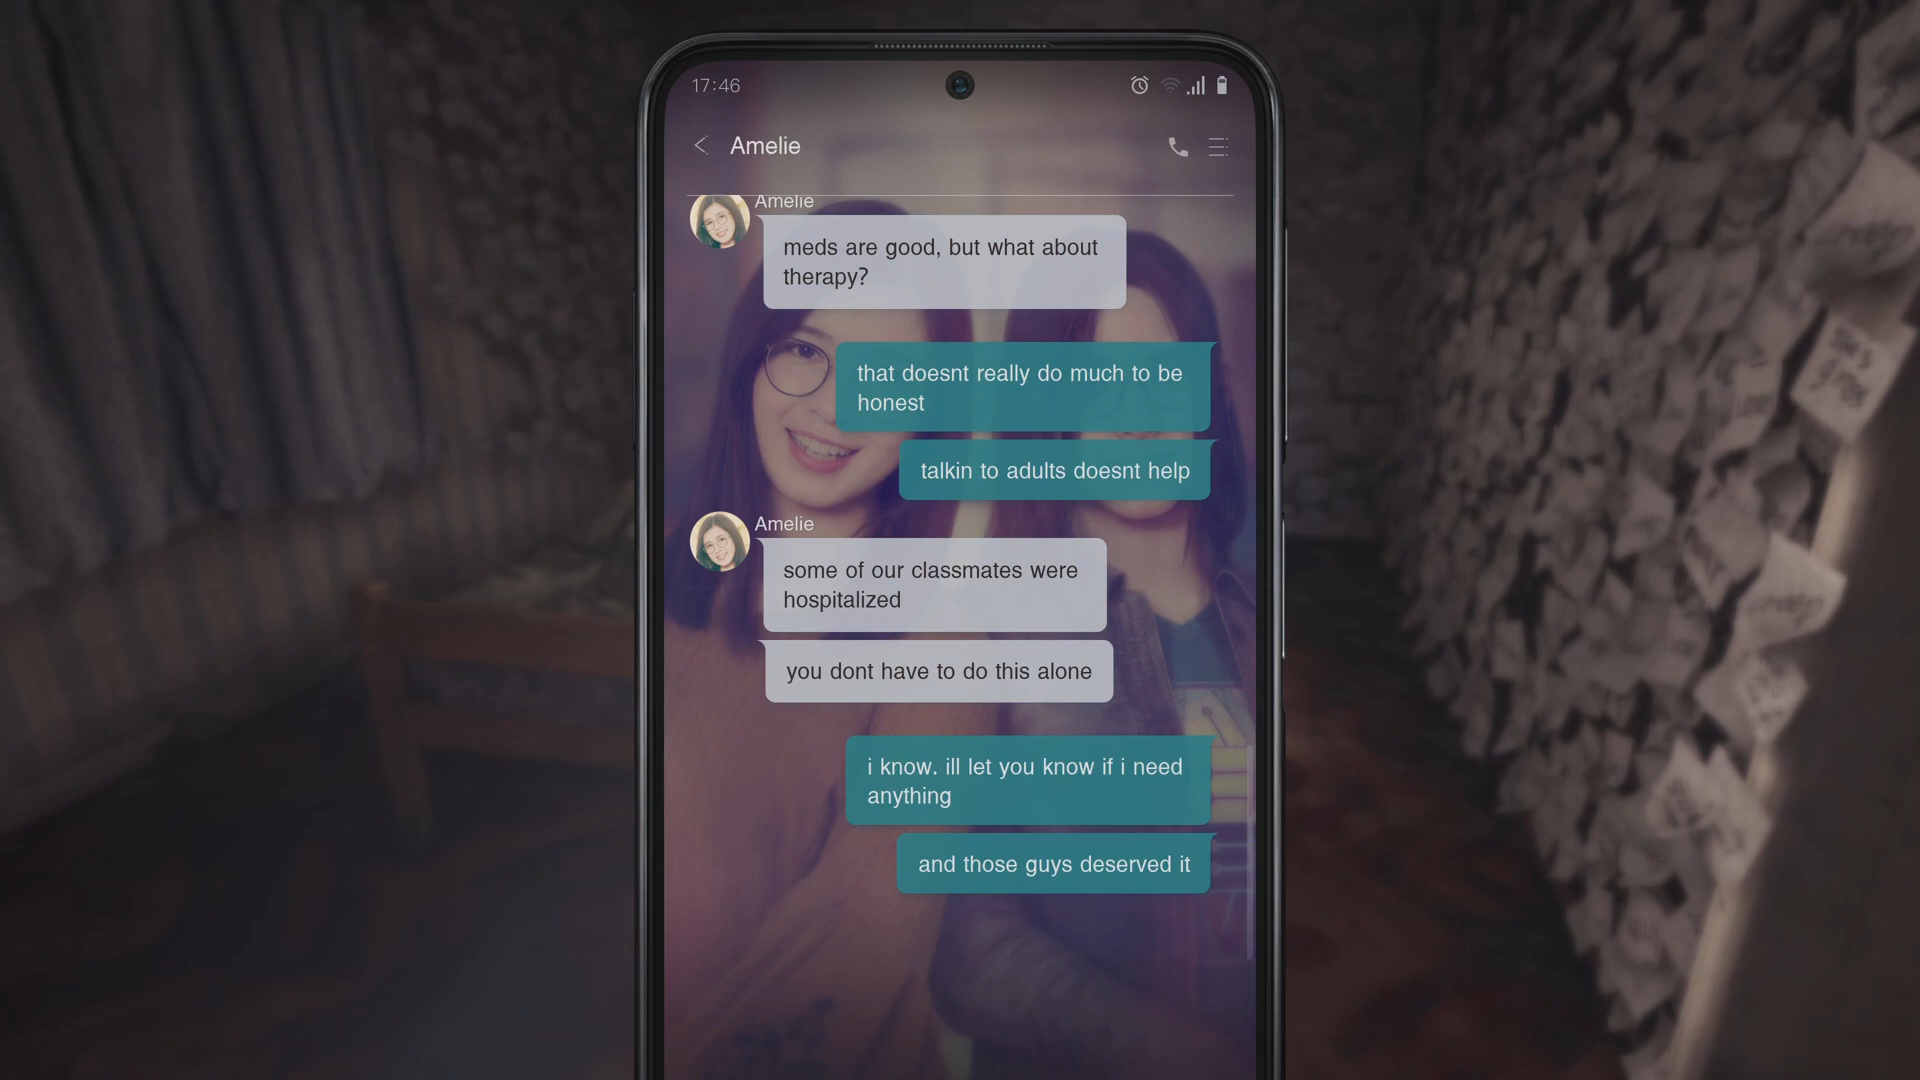 17:46
Amelie
Amelie
meds are good, but what about
therapy?
that doesnt really do much to be
honest
talkin to adults doesnt help
Amelie
some of our classmates were
hospitalized
you dont have to do this alone
i know. ill let you know if i need
anything
and those guys deserved it